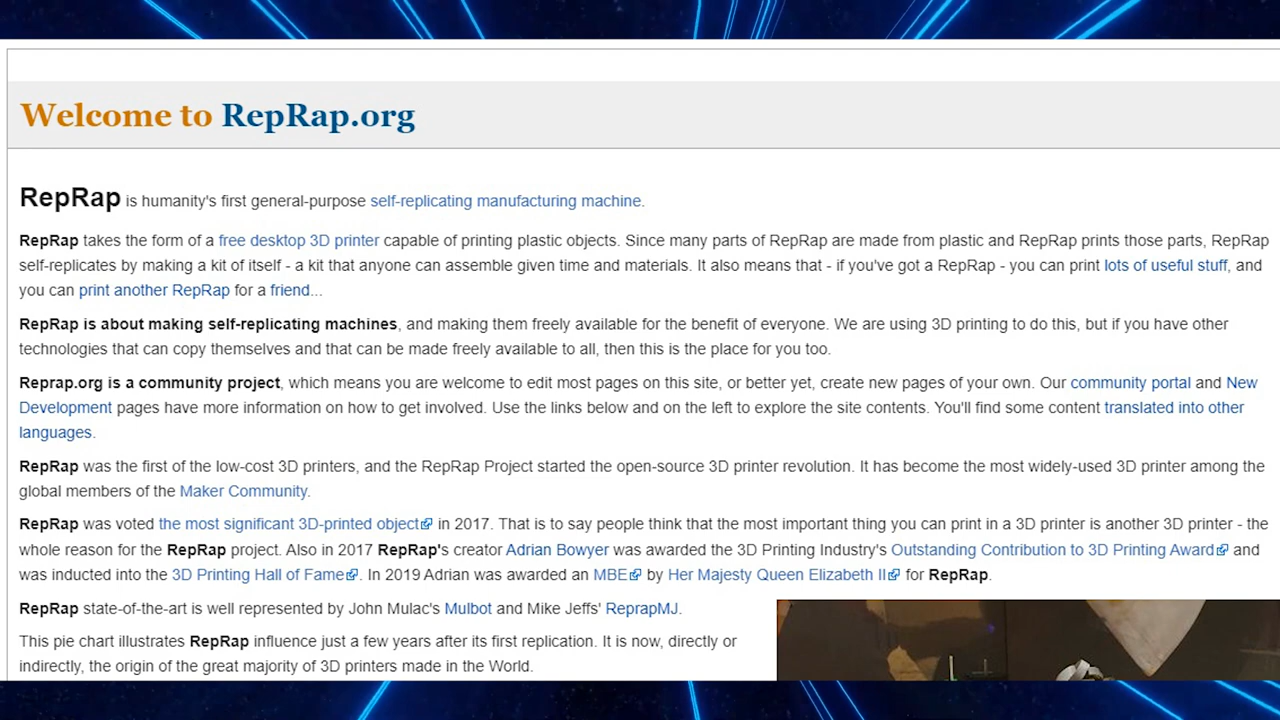 Welcome to RepRap.org
RepRap is humanity's first general-purpose self-replicating manufacturing machine.
RepRap takes the form of a free desktop 3D printer capable of printing plastic objects. Since many parts of RepRap are made from plastic and RepRap prints those parts, RepRap
self-replicates by making a kit of itself - a kit that anyone can assemble given time and materials. It also means that - if you've got a RepRap - you can print lots of useful stuff, and
you can print another RepRap for a friend...
RepRap is about making self-replicating machines, and making them freely available for the benefit of everyone. We are using 3D printing to do this, but if you have other
technologies that can copy themselves and that can be made freely available to all, then this is the place for you too.
Reprap.org is a community project, which means you are welcome to edit most pages on this site, or better yet, create new pages of your own. Our community portal and New
Development pages have more information on how to get involved. Use the links below and on the left to explore the site contents. You'll find some content translated into other
languages.
RepRap was the first of the low-cost 3D printers, and the RepRap Project started the open-source 3D printer revolution. It has become the most widely-used 3D printer among the
global members of the Maker Community.
RepRap was voted the most significant 3D-printed object in 2017. That is to say people think that the most important thing you can print in a 3D printer is another 3D printer - the
whole reason for the RepRap project. Also in 2017 RepRap's creator Adrian Bowyer was awarded the 3D Printing Industry's Outstanding Contribution to 3D Printing Award and
was inducted into the 3D Printing Hall of Fame. In 2019 Adrian was awarded an MBE by Her Majesty Queen Elizabeth II for RepRap.
RepRap state-of-the-art is well represented by John Mulac's Mulbot and Mike Jeffs' ReprapMJ.
This pie chart illustrates RepRap influence just a few years after its first replication. It is now, directly or
indirectly, the origin of the great majority of 3D printers made in the World.